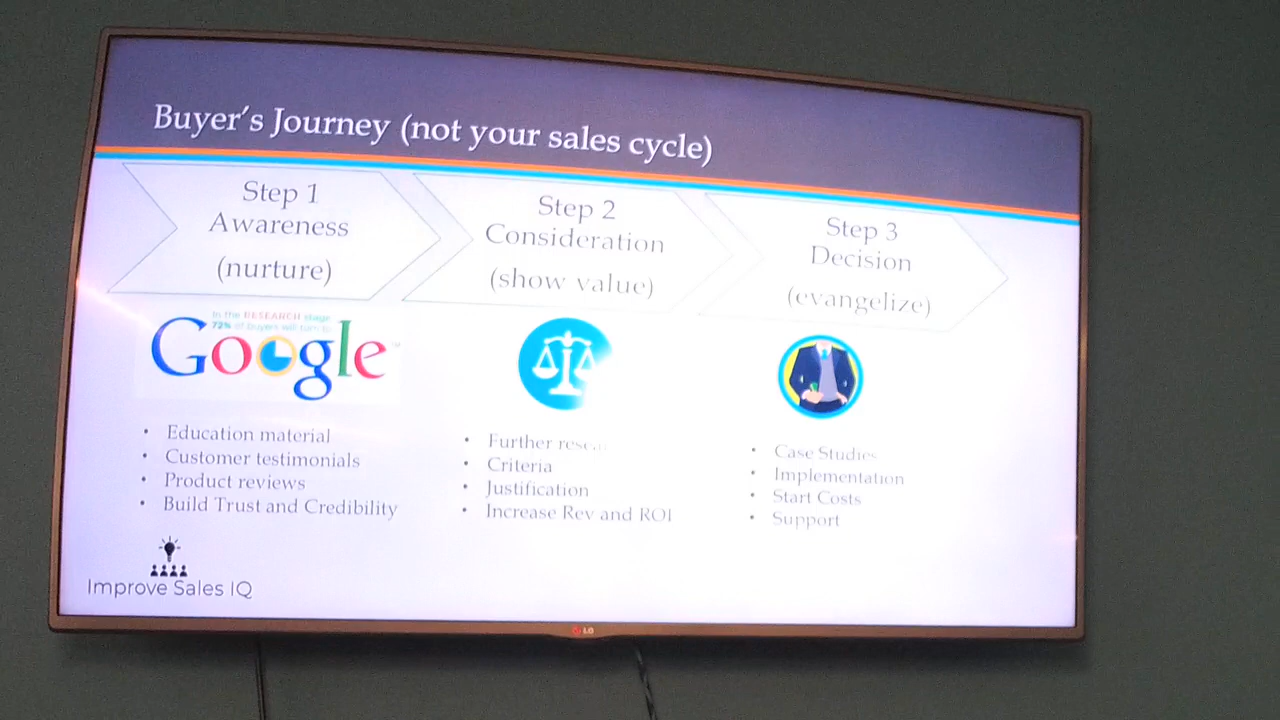 Buyer's Journey (not your sales cycle)
Step 1
Awareness
(nurture)
Step 2
Consideration
(show value)
Step 3
Decision
(evangelize)
In the RESEARCH stage
72% of buyers will turn to
Google
• Education material
• Customer testimonials
• Product reviews
• Build Trust and Credibility
• Further
• Criteria
• Justification
• Increase Rev and ROI
• Case Studies
• Implementation
• Start Costs
• Support
Improve Sales IQ
LG